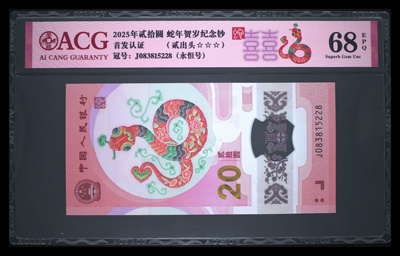 ACG
AI CANG GUARANTY
2025年贰拾圆 蛇年贺岁纪念钞
首发认证 （贰出头☆☆☆）
冠号：J083815228（永恒号）
囍
68 EPQ
Superb Gem Unc
中国人民银行
贰拾圆
20
J083815228